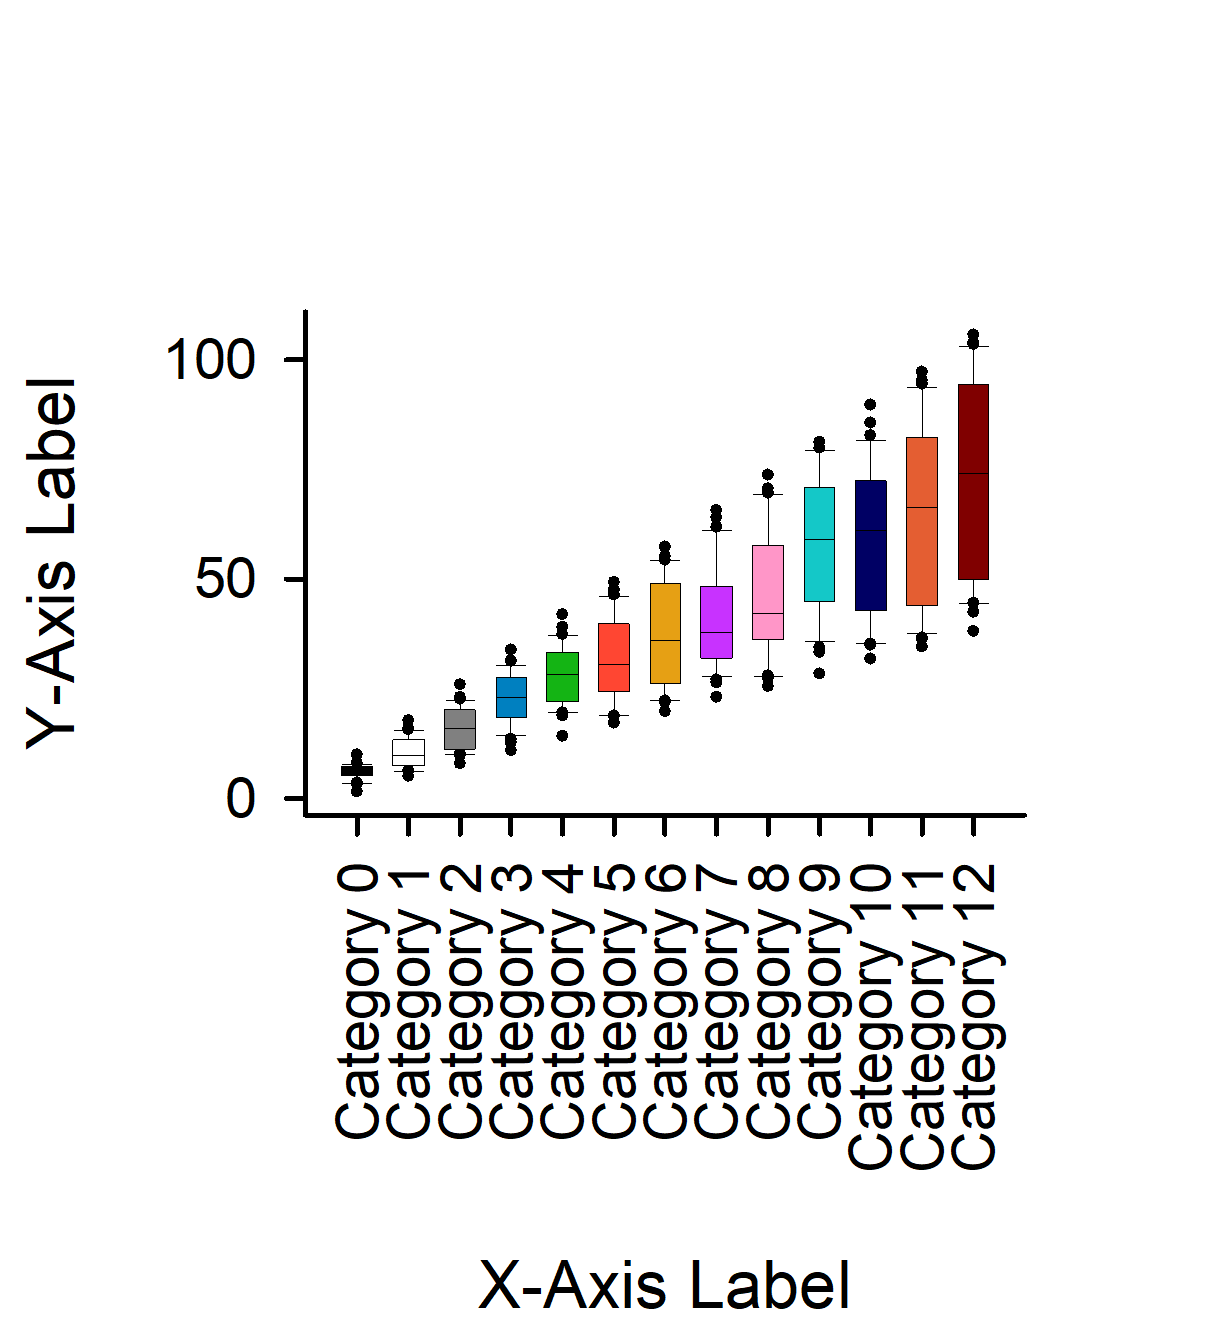 Y-Axis Label
100
50
0
Category 0
Category 1
Category 2
Category 3
Category 4
Category 5
Category 6
Category 7
Category 8
Category 9
Category 10
Category 11
Category 12
X-Axis Label